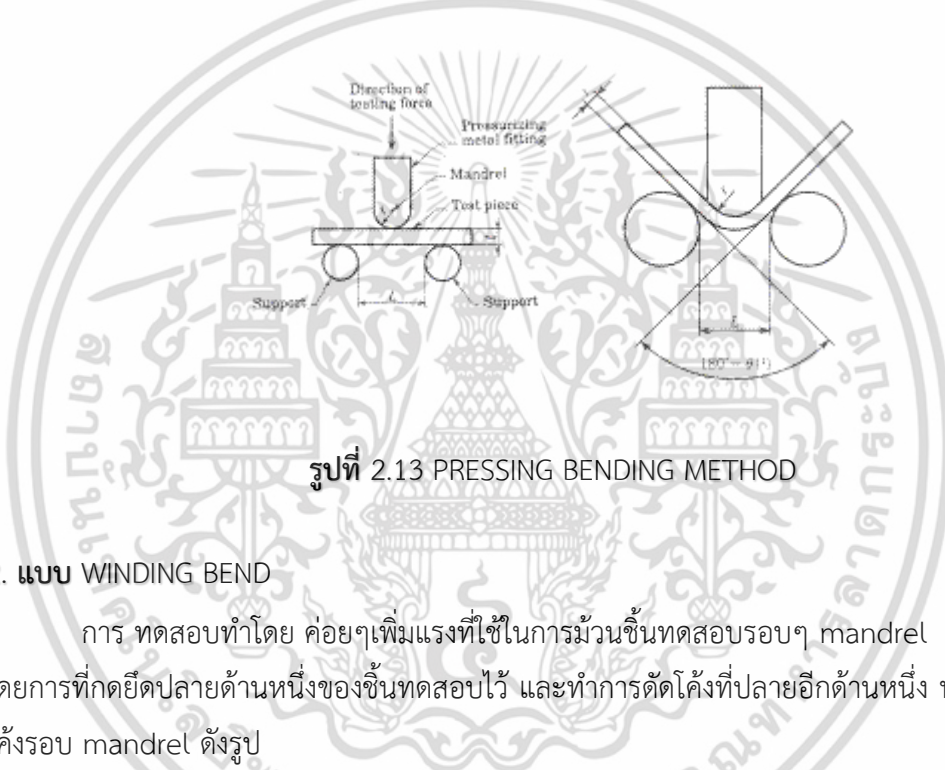 Direction of
testing force
Pressurizing
metal fitting
Mandrel
Test piece
Support
L
Support
r
L
รูปที่ 2.13 PRESSING BENDING METHOD
. แบบ WINDING BEND
การ ทดสอบทำโดย ค่อยๆเพิ่มแรงที่ใช้ในการม้วนชิ้นทดสอบรอบๆ mandrel
ดยการที่กดยึดปลายด้านหนึ่งของชิ้นทดสอบไว้ และทำการดัดโค้งที่ปลายอีกด้านหนึ่ง
ค้งรอบ mandrel ดังรูป